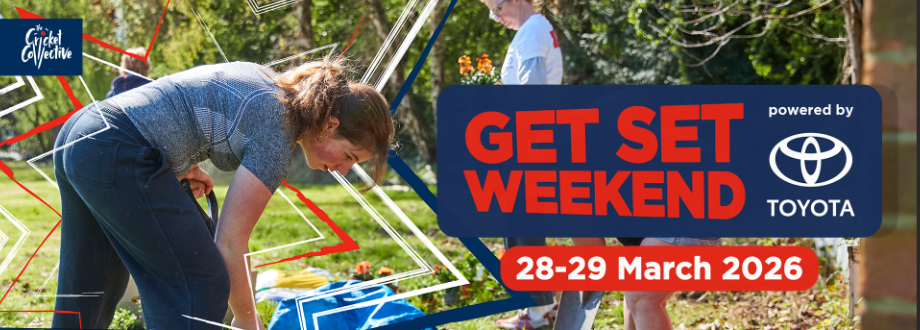 the
Cricket
Collective
GET SET
WEEKEND
powered by
TOYOTA
28-29 March 2026